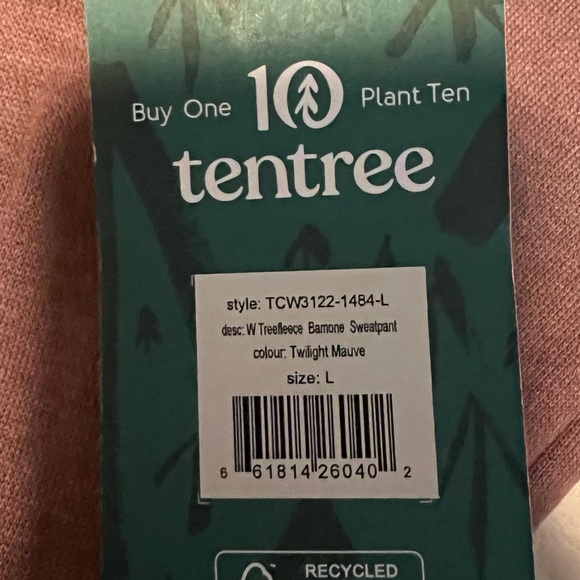 Buy One 10 Plant Ten
tentree
style: TCW3122-1484-L
desc: W Treefleece Bamone Sweatpant
colour: Twilight Mauve
size: L
6 61814 26040 2
RECYCLED